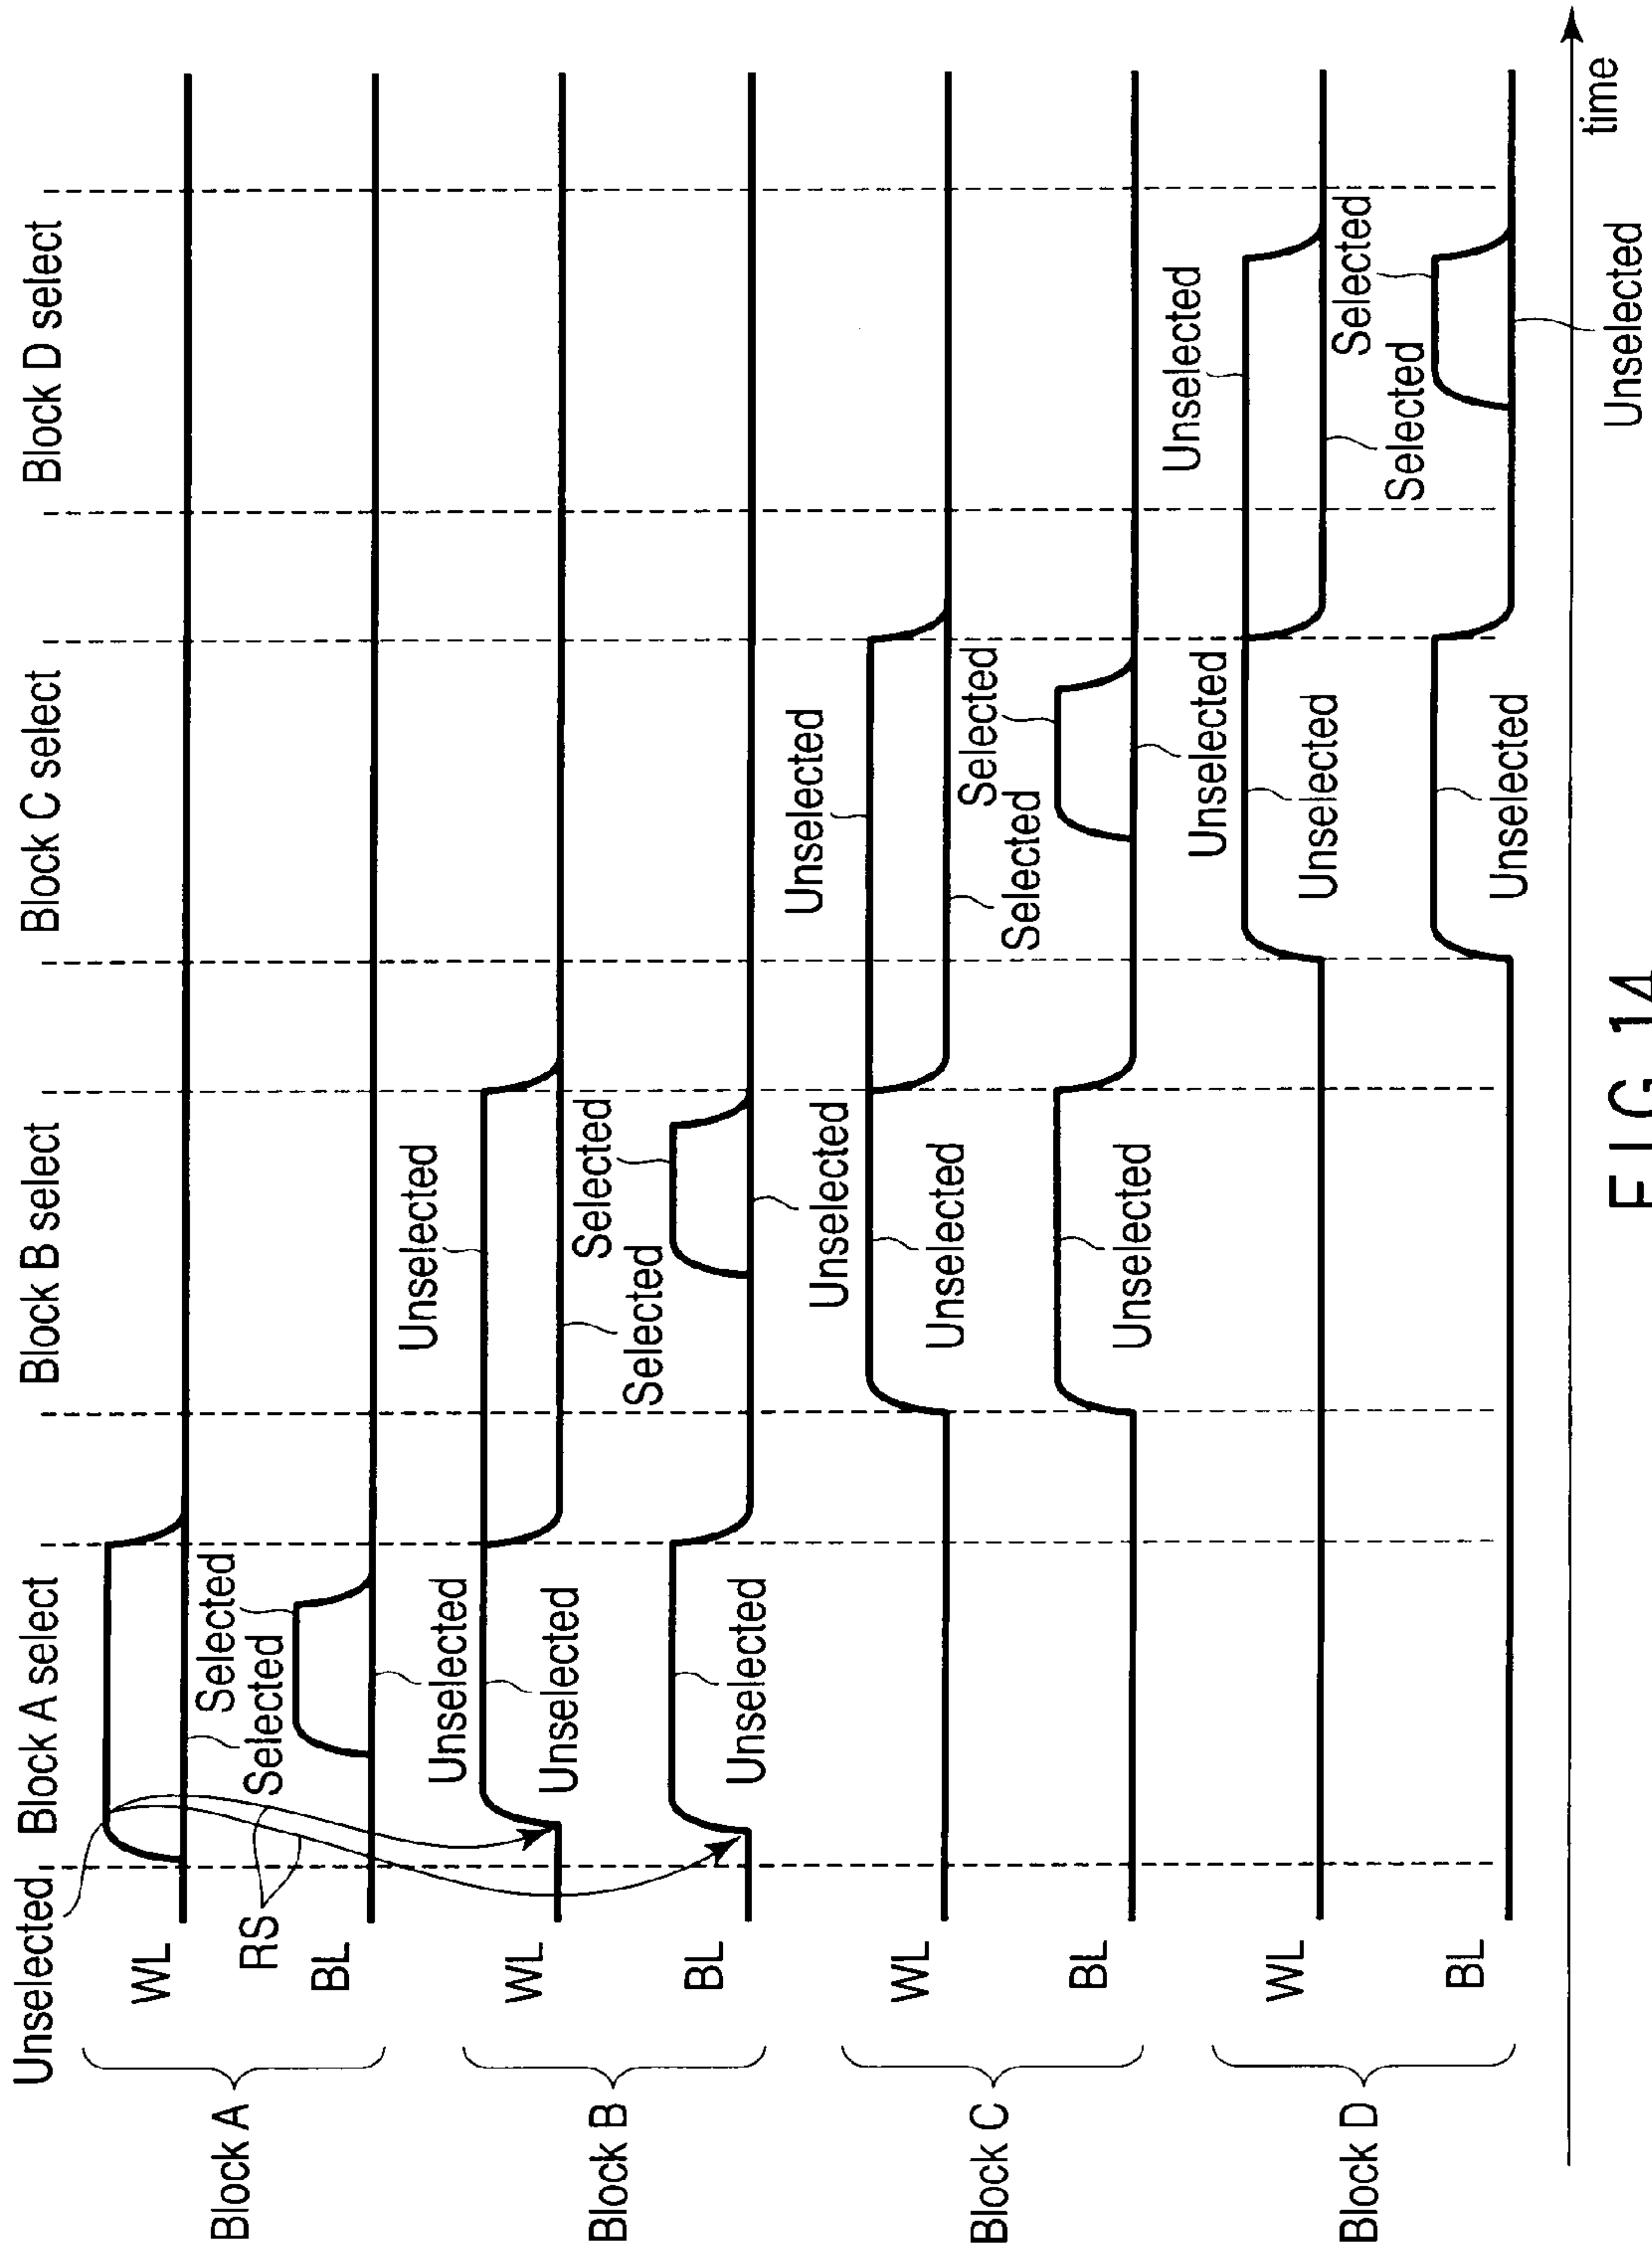 Block A select
Block B select
Block C select
Block D select
Unselected
Block A
WL
Selected
Selected
RS
BL
Unselected
Block B
WL
Unselected
Unselected
Selected
Selected
BL
Unselected
Unselected
Block C
WL
Unselected
Unselected
Selected
Selected
BL
Unselected
Unselected
Block D
WL
Unselected
Unselected
Selected
Selected
BL
Unselected
Unselected
time
F I G. 14